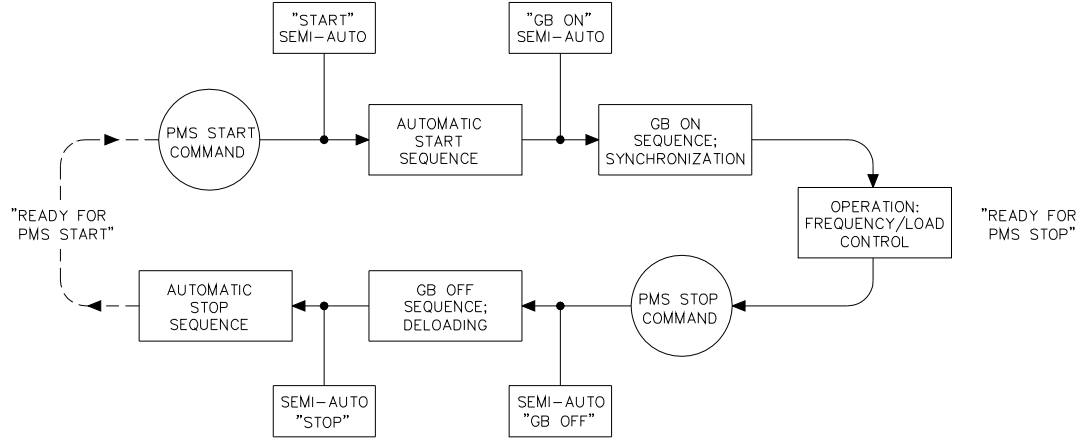 "START"
SEMI-AUTO
"GB ON"
SEMI-AUTO
PMS START
COMMAND
AUTOMATIC
START
SEQUENCE
GB ON
SEQUENCE;
SYNCHRONIZATION
OPERATION:
FREQUENCY/LOAD
CONTROL
"READY FOR
PMS STOP"
"READY FOR
PMS START"
AUTOMATIC
STOP
SEQUENCE
GB OFF
SEQUENCE;
DELOADING
PMS STOP
COMMAND
SEMI-AUTO
"STOP"
SEMI-AUTO
"GB OFF"